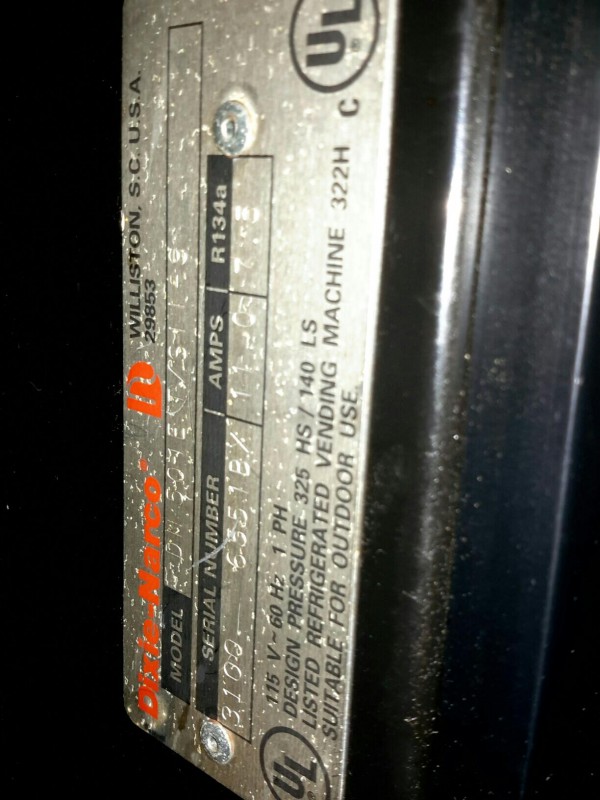 Dixie-Narco® WILLISTON, S.C. U.S.A.
29853
MODEL
SERIAL NUMBER AMPS R134a
3100
115 V ~ 60 Hz 1 PH
DESIGN PRESSURE 325 HS / 140 LS
LISTED REFRIGERATED VENDING MACHINE 322H
SUITABLE FOR OUTDOOR USE
UL
C UL ®